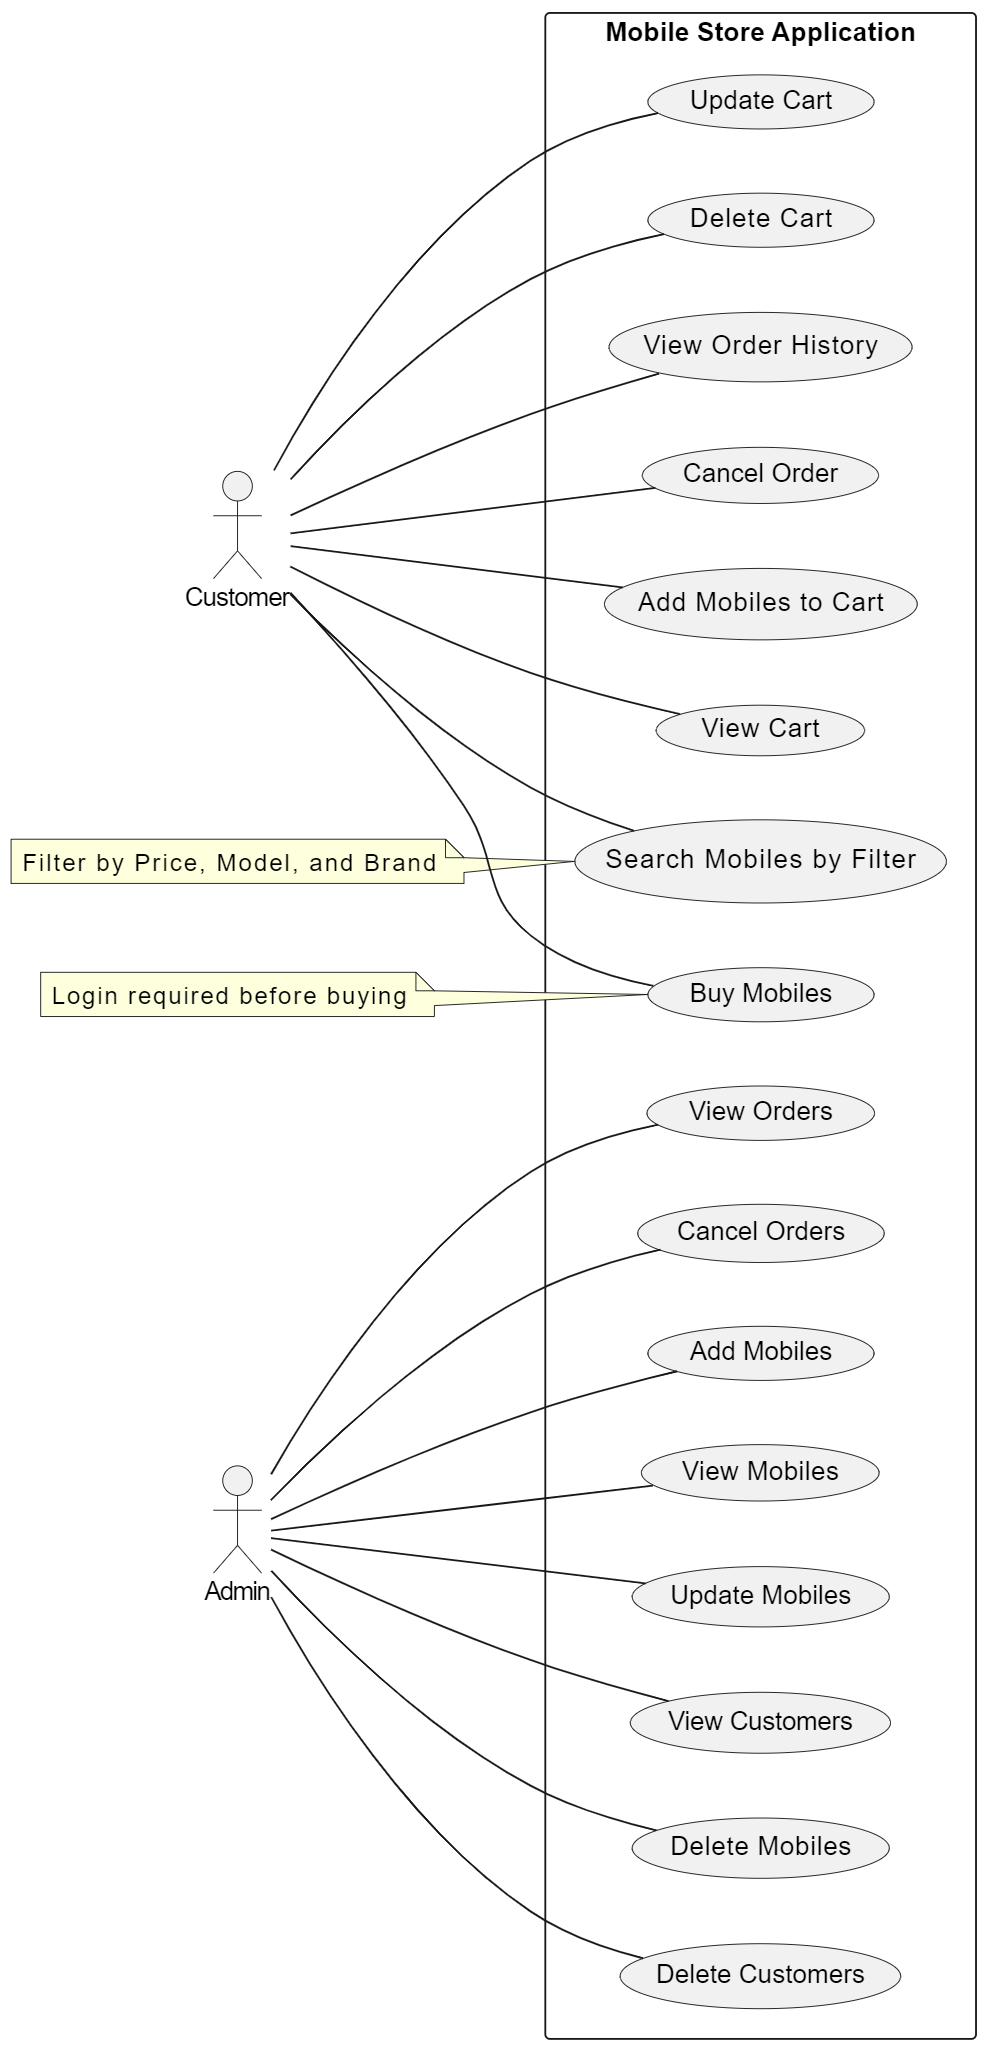 Mobile Store Application
Update Cart
Delete Cart
View Order History
Cancel Order
Customer
Add Mobiles to Cart
View Cart
Filter by Price, Model, and Brand
Search Mobiles by Filter
Login required before buying
Buy Mobiles
View Orders
Cancel Orders
Add Mobiles
View Mobiles
Admin
Update Mobiles
View Customers
Delete Mobiles
Delete Customers